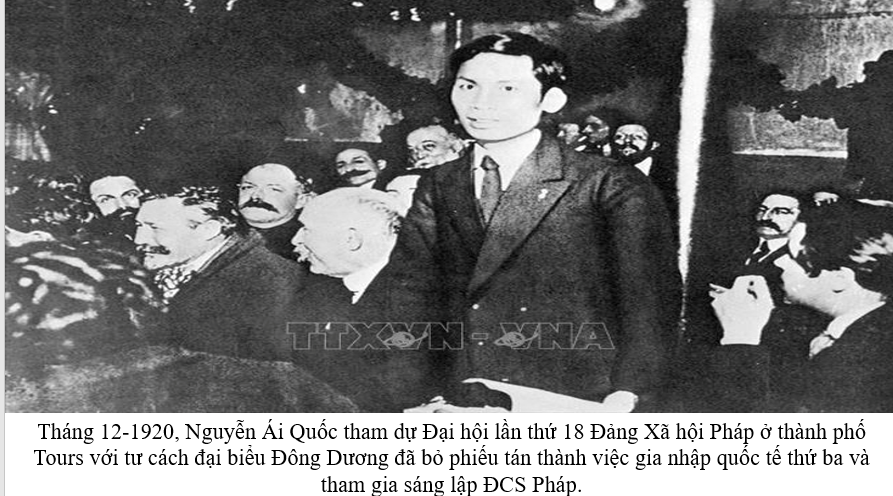 TTXVN - VNA
Tháng 12-1920, Nguyễn Ái Quốc tham dự Đại hội lần thứ 18 Đảng Xã hội Pháp ở thành phố
Tours với tư cách đại biểu Đông Dương đã bỏ phiếu tán thành việc gia nhập quốc tế thứ ba và
tham gia sáng lập ĐCS Pháp.